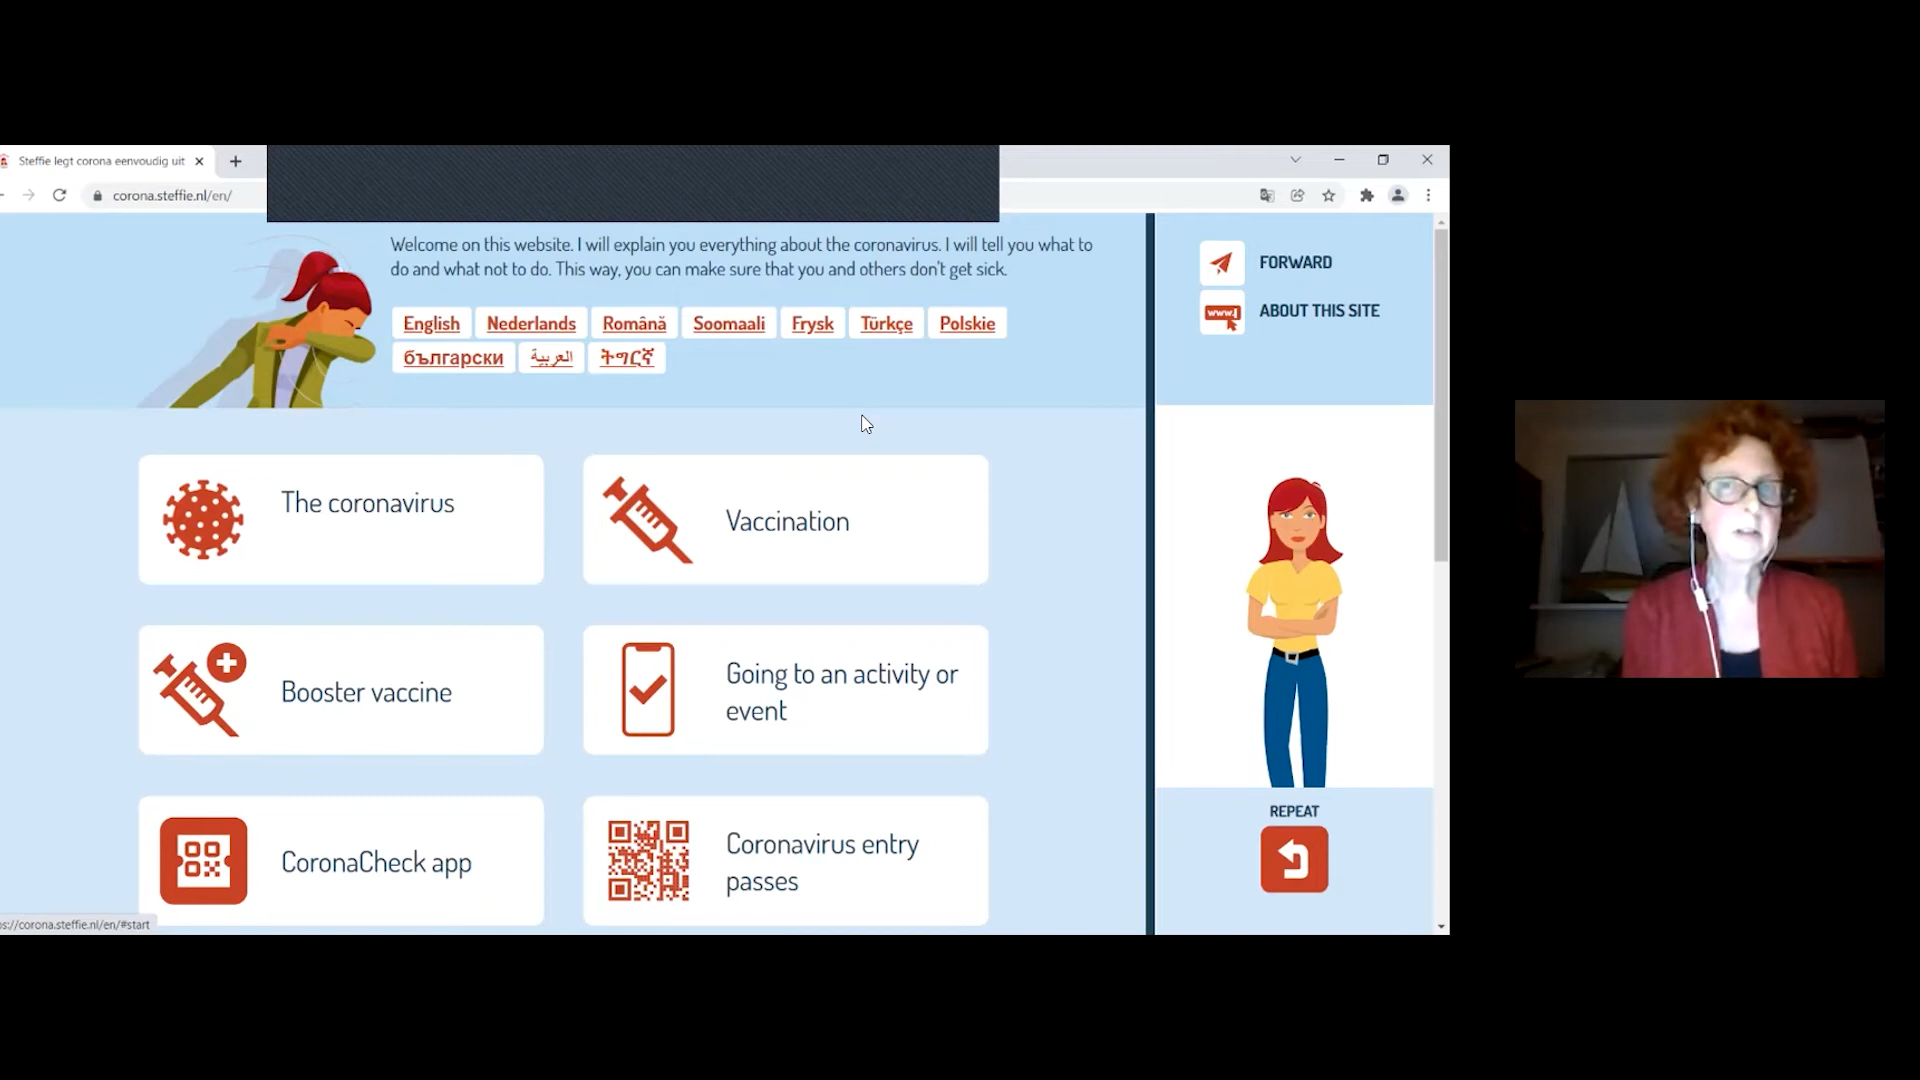 Steffie legt corona eenvoudig uit
corona.steffie.nl/en/
Welcome on this website. I will explain you everything about the coronavirus. I will tell you what to
do and what not to do. This way, you can make sure that you and others don't get sick.
English Nederlands Română Soomaali Frysk Türkçe Polskie
български العربية ትግርኛ
FORWARD
www.
ABOUT THIS SITE
The coronavirus
Vaccination
Booster vaccine
Going to an activity or
event
CoronaCheck app
Coronavirus entry
passes
REPEAT
ps://corona.steffie.nl/en/#start